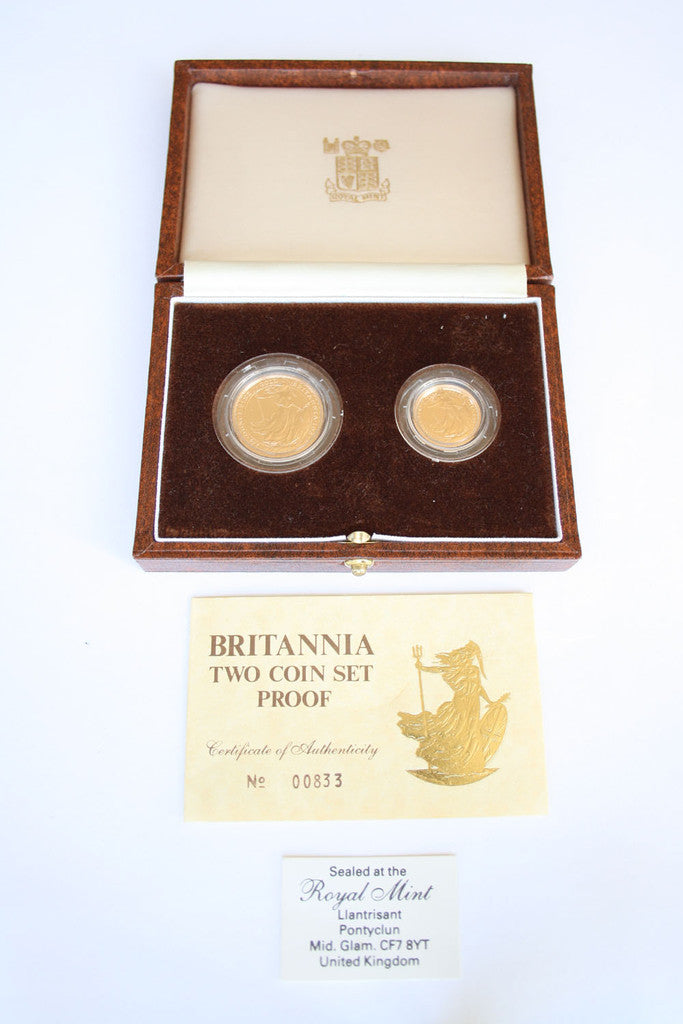 ROYAL MINT
BRITANNIA
TWO COIN SET
PROOF
Certificate of Authenticity
Nº 00833
Sealed at the
Royal Mint
Llantrisant
Pontyclun
Mid. Glam. CF7 8YT
United Kingdom